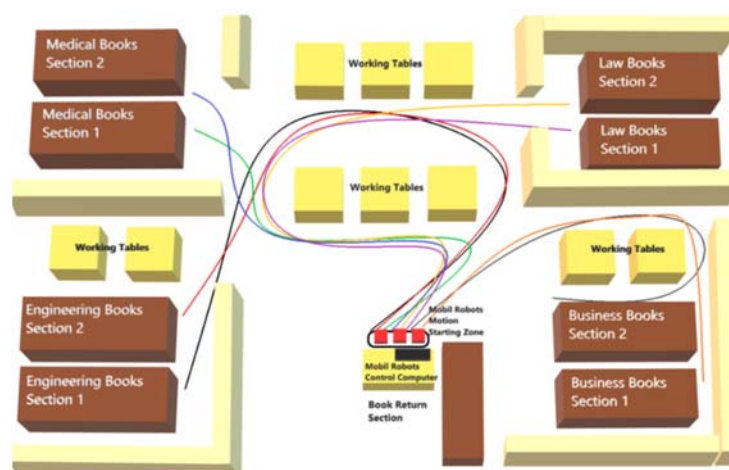 Medical Books
Section 2
Medical Books
Section 1
Working Tables
Law Books
Section 2
Law Books
Section 1
Working Tables
Working Tables
Working Tables
Engineering Books
Section 2
Engineering Books
Section 1
Mobil Robots
Motion
Starting Zone
Mobil Robots
Control Computer
Book Return
Section
Business Books
Section 2
Business Books
Section 1